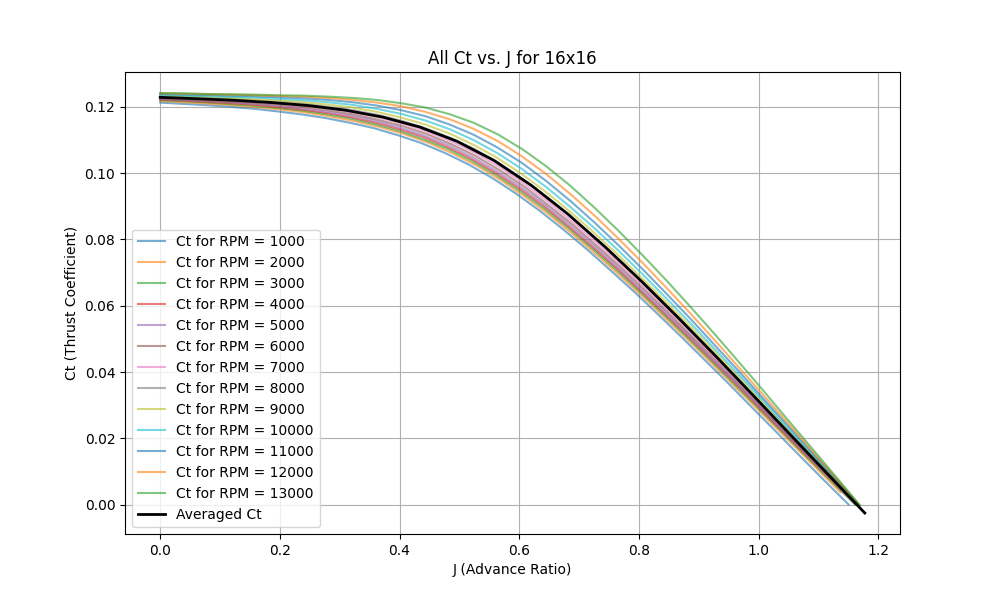 All Ct vs. J for 16x16
Ct (Thrust Coefficient)
0.12
0.10
0.08
0.06
0.04
0.02
0.00
Ct for RPM = 1000
Ct for RPM = 2000
Ct for RPM = 3000
Ct for RPM = 4000
Ct for RPM = 5000
Ct for RPM = 6000
Ct for RPM = 7000
Ct for RPM = 8000
Ct for RPM = 9000
Ct for RPM = 10000
Ct for RPM = 11000
Ct for RPM = 12000
Ct for RPM = 13000
Averaged Ct
0.0 0.2 0.4 0.6 0.8 1.0 1.2
J (Advance Ratio)